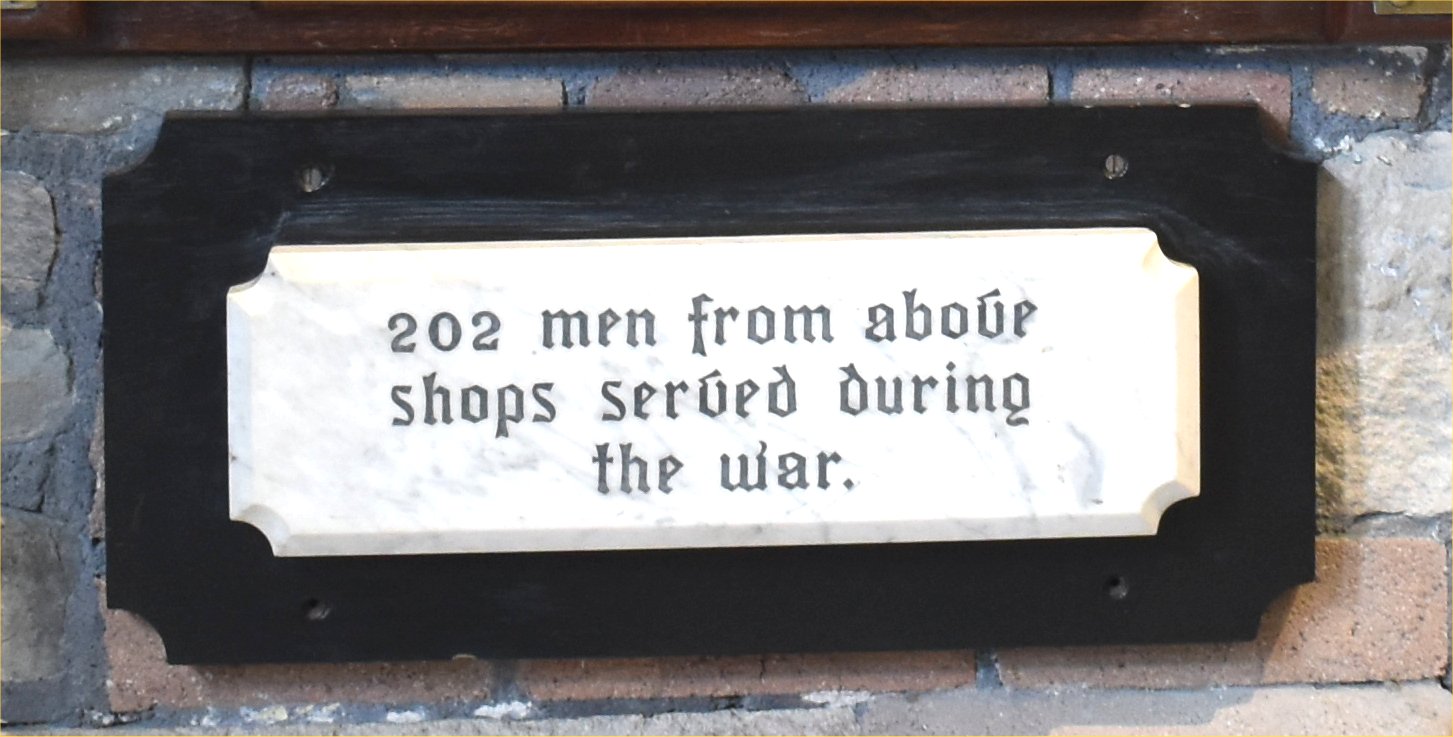 202 men from above
shops served during
the war.